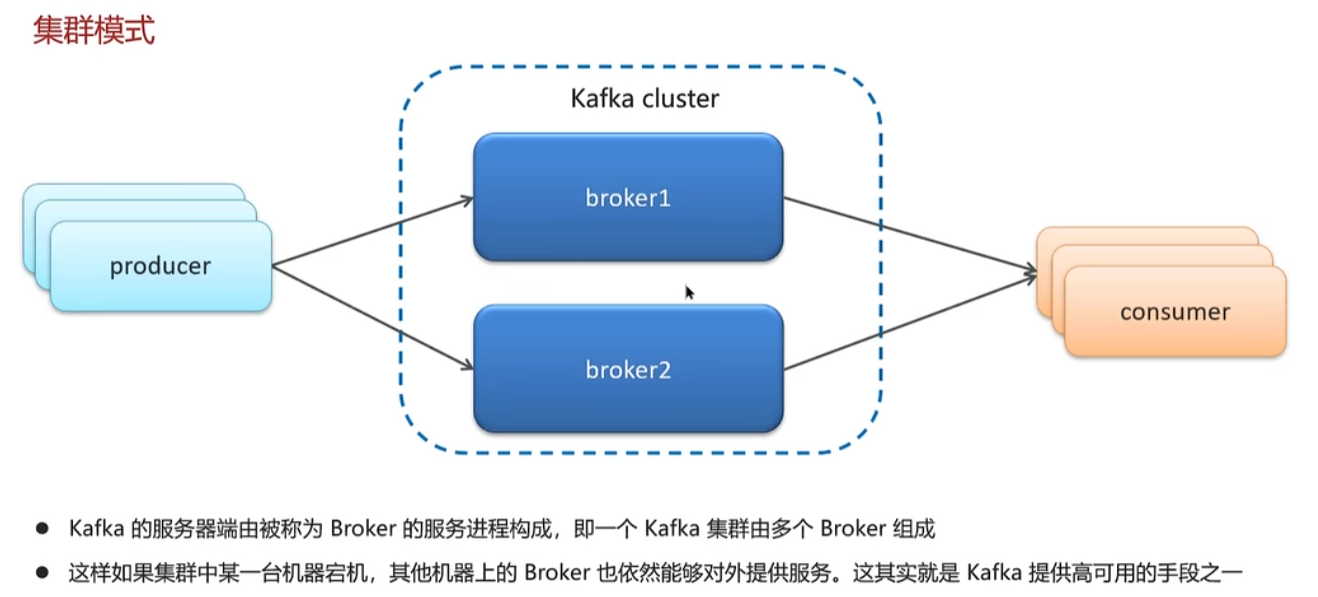 集群模式
Kafka cluster
broker1
producer
broker2
consumer
Kafka 的服务器端由被称为 Broker 的服务进程构成，即一个 Kafka 集群由多个 Broker 组成
这样如果集群中某一台机器宕机，其他机器上的 Broker 也依然能够对外提供服务。这其实就是 Kafka 提供高可用的手段之一